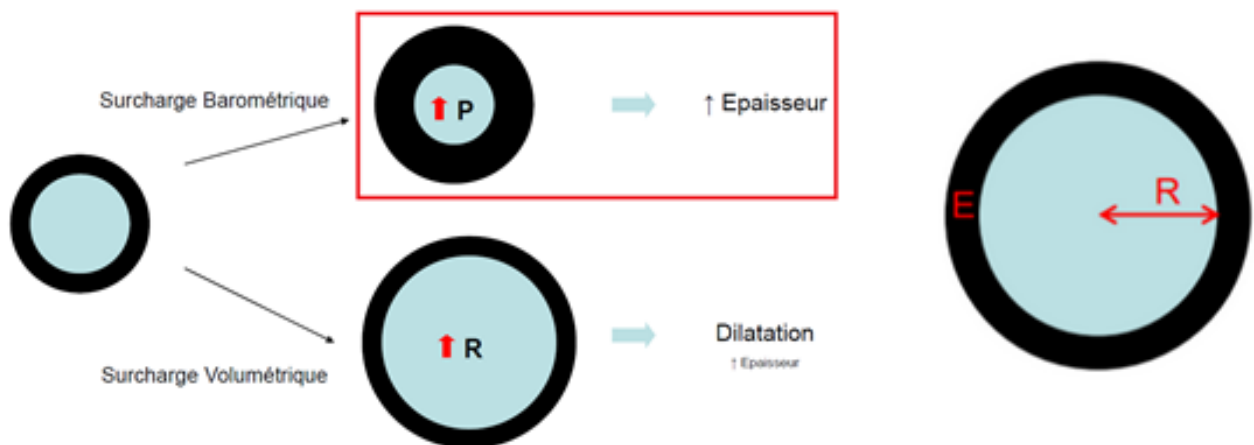 Surcharge Barométrique
P
↑ Epaisseur
Surcharge Volumétrique
R
Dilatation
↑ Epaisseur
E
R